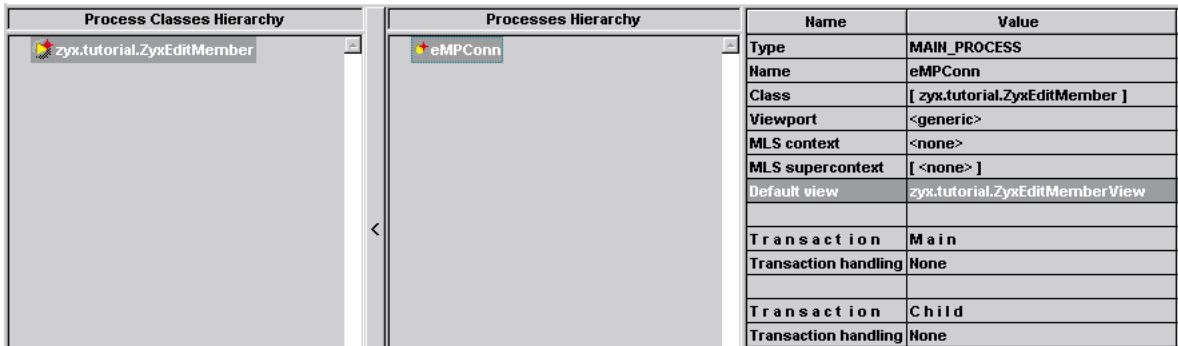 Process Classes Hierarchy
zyx.tutorial.ZyxEditMember
<
Processes Hierarchy
eMPConn
Name Value
Type MAIN_PROCESS
Name eMPConn
Class [ zyx.tutorial.ZyxEditMember ]
Viewport <generic>
MLS context <none>
MLS supercontext [ <none> ]
Default view zyx.tutorial.ZyxEditMemberView
Transaction Main
Transaction handling None
Transaction Child
Transaction handling None